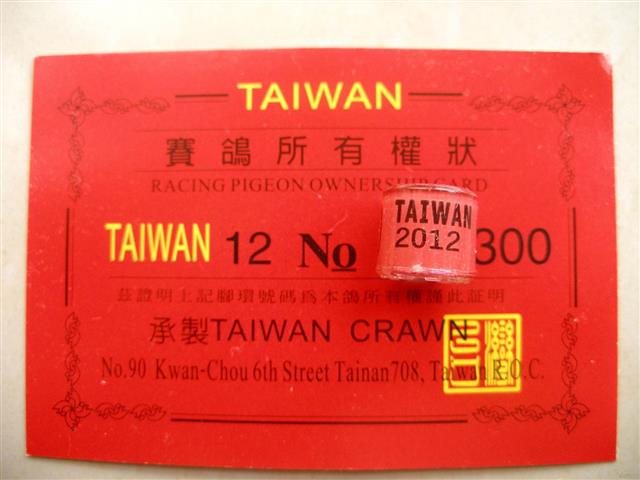 TAIWAN
賽鴿所有權狀
RACING PIGEON OWNERSHIP CARD
TAIWAN 12 No 300
TAIWAN
2012
茲證明上記腳環號碼為本鴿所有權謹此証明
承製TAIWAN CRAWN
No.90 Kwan-Chou 6th Street Tainan708, Taiwan R.O.C.